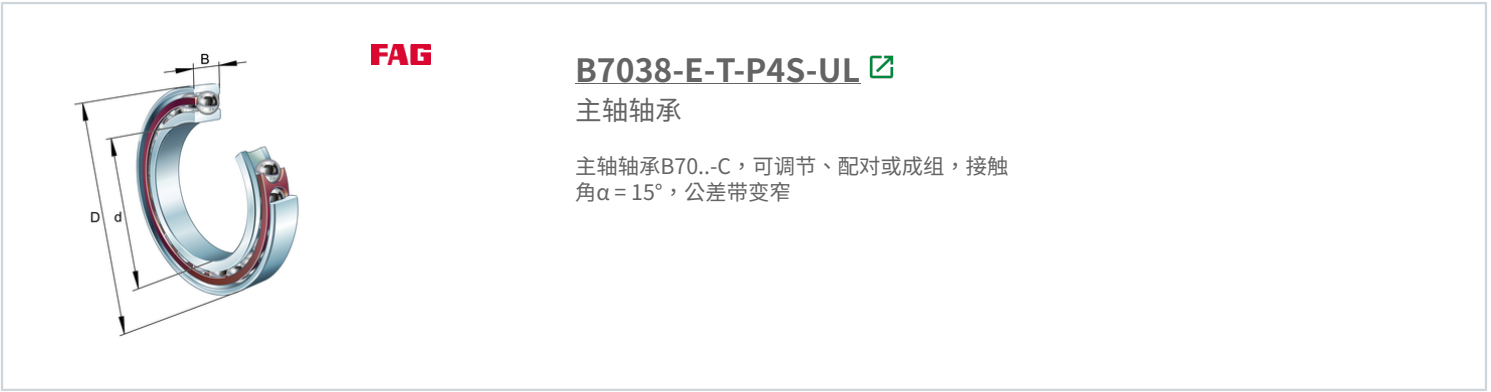 B
D
d
FAG
B7038-E-T-P4S-UL
主轴轴承
主轴轴承B70..-C，可调节、配对或成组，接触
角α = 15°，公差带变窄